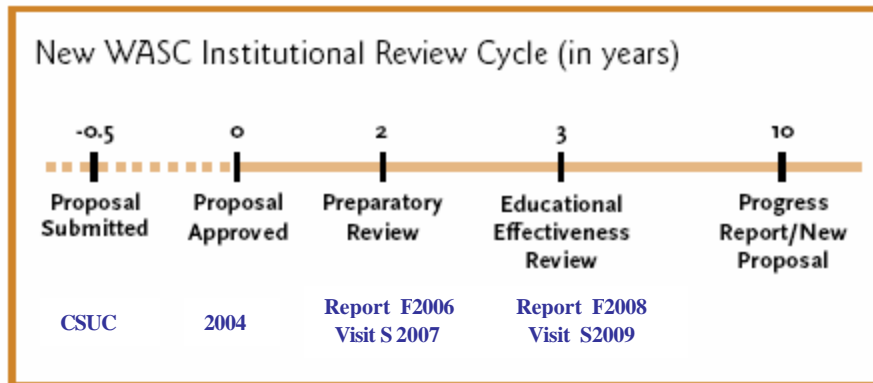 New WASC Institutional Review Cycle (in years)
-0.5 0 2 3 10
Proposal Submitted
Proposal Approved
Preparatory Review
Educational Effectiveness Review
Progress Report/New Proposal
CSUC
2004
Report F2006
Visit S 2007
Report F2008
Visit S2009